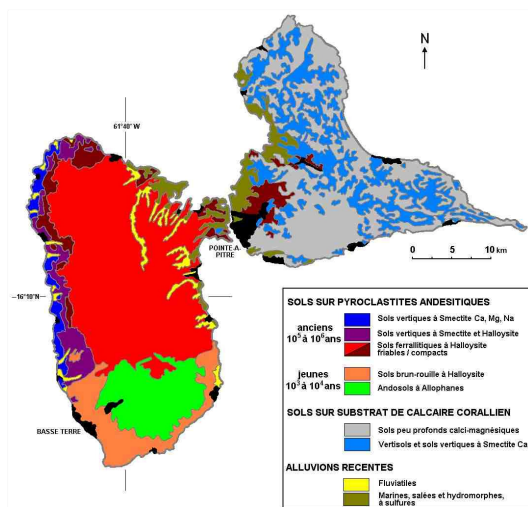 N
61°40' W
POINTE-A-
PITRE
0 5 10 km
16°10'N
BASSE TERRE
SOLS SUR PYROCLASTITES ANDESITIQUES
anciens
10⁵ à 10⁶ans
Sols vertiques à Smectite Ca, Mg, Na
Sols vertiques à Smectite et Halloysite
Sols ferrallitiques à Halloysite
friables / compacts
jeunes
10³ à 10⁴ans
Sols brun-rouille à Halloysite
Andosols à Allophanes
SOLS SUR SUBSTRAT DE CALCAIRE CORALLIEN
Sols peu profonds calci-magnésiques
Vertisols et sols vertiques à Smectite Ca
ALLUVIONS RECENTES
Fluviatiles
Marines, salées et hydromorphes,
à sulfures